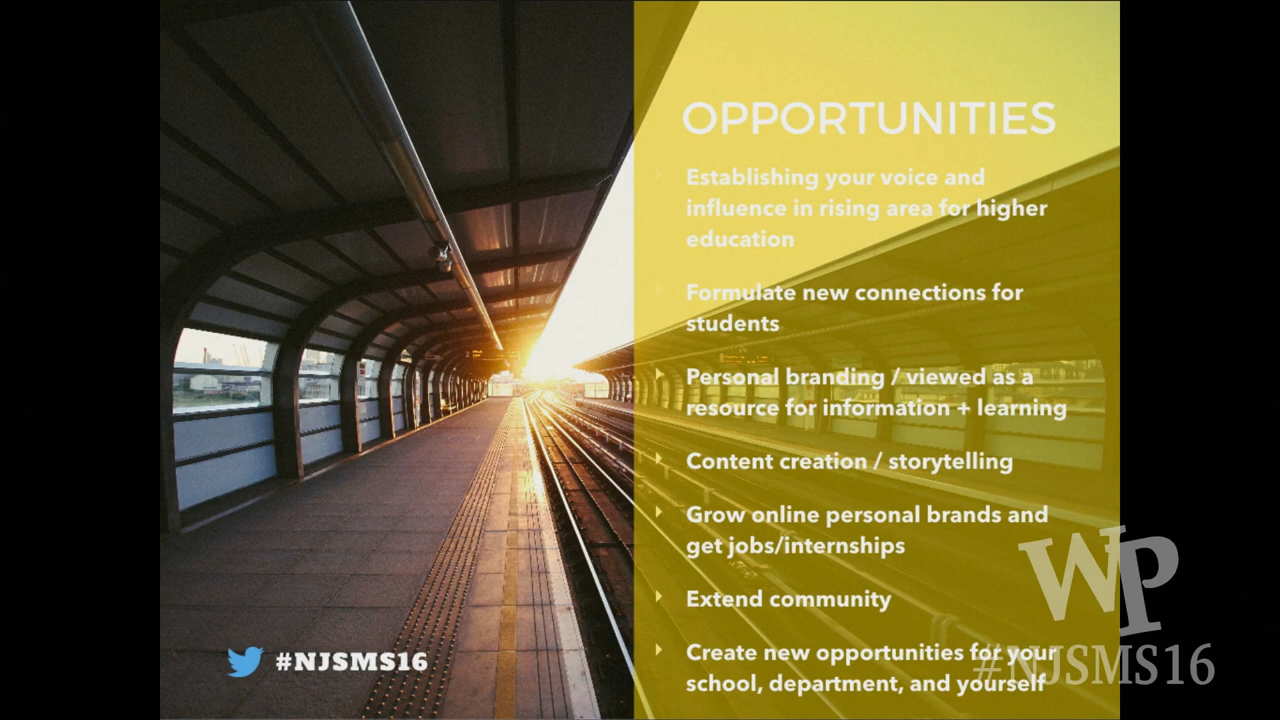 OPPORTUNITIES
Establishing your voice and
influence in rising area for higher
education
Formulate new connections for
students
Personal branding / viewed as a
resource for information + learning
Content creation / storytelling
Grow online personal brands and
get jobs/internships
Extend community
Create new opportunities for your
school, department, and yourself
#NJSMS16
WP
#NJSMS16